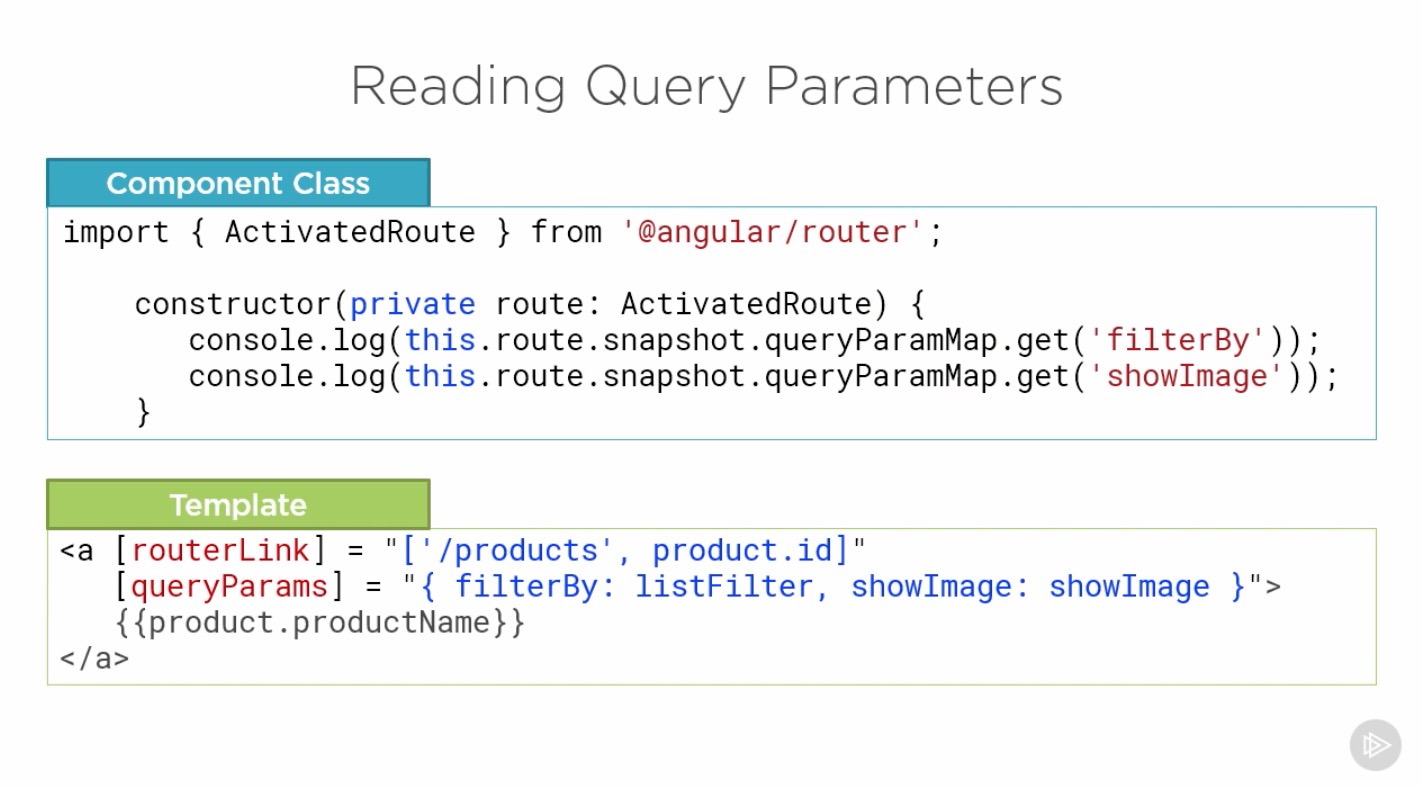 Reading Query Parameters
Component Class
import { ActivatedRoute } from '@angular/router';
constructor(private route: ActivatedRoute) {
console.log(this.route.snapshot.queryParamMap.get('filterBy'));
console.log(this.route.snapshot.queryParamMap.get('showImage'));
}
Template
<a [routerLink] = "['/products', product.id]"
[queryParams] = "{ filterBy: listFilter, showImage: showImage }">
{{product.productName}}
</a>